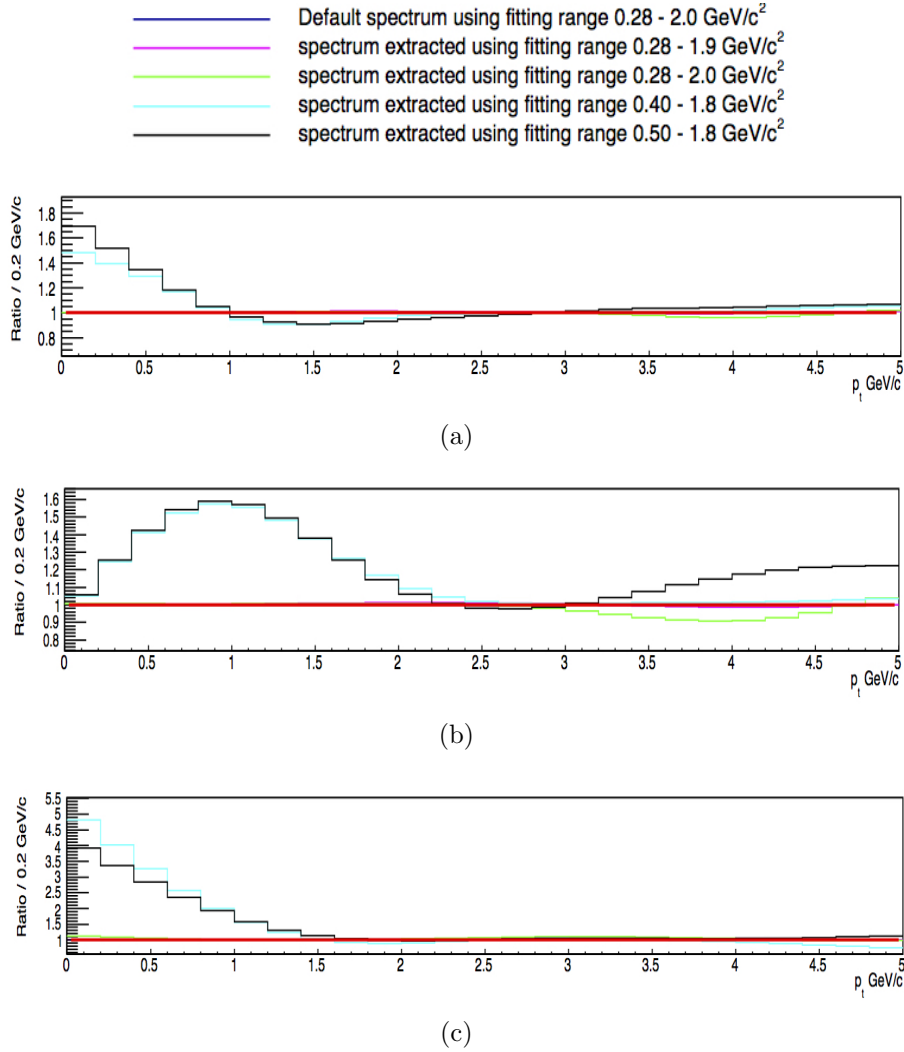 Default spectrum using fitting range 0.28 - 2.0 GeV/c²
spectrum extracted using fitting range 0.28 - 1.9 GeV/c²
spectrum extracted using fitting range 0.28 - 2.0 GeV/c²
spectrum extracted using fitting range 0.40 - 1.8 GeV/c²
spectrum extracted using fitting range 0.50 - 1.8 GeV/c²
Ratio / 0.2 GeV/c
1.8
1.6
1.4
1.2
1
0.8
0 0.5 1 1.5 2 2.5 3 3.5 4 4.5 5
p_t GeV/c
(a)
Ratio / 0.2 GeV/c
1.6
1.5
1.4
1.3
1.2
1.1
1
0.9
0.8
0 0.5 1 1.5 2 2.5 3 3.5 4 4.5 5
p_t GeV/c
(b)
Ratio / 0.2 GeV/c
5.5
5
4.5
4
3.5
3
2.5
2
1.5
1
0 0.5 1 1.5 2 2.5 3 3.5 4 4.5 5
p_t GeV/c
(c)